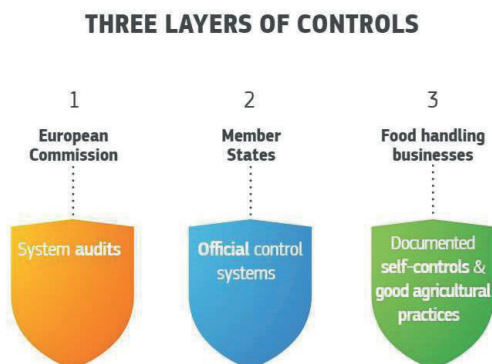 THREE LAYERS OF CONTROLS
1
European
Commission
System audits
2
Member
States
Official control
systems
3
Food handling
businesses
Documented
self-controls &
good agricultural
practices